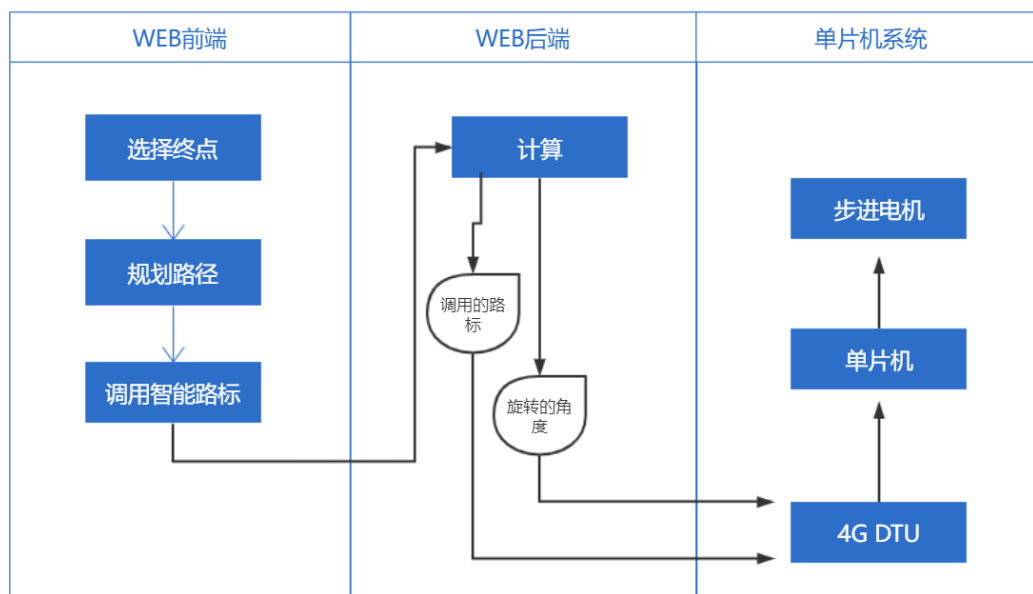 WEB前端
WEB后端
单片机系统
选择终点
规划路径
调用智能路标
计算
调用的路
标
旋转的角
度
步进电机
单片机
4G DTU